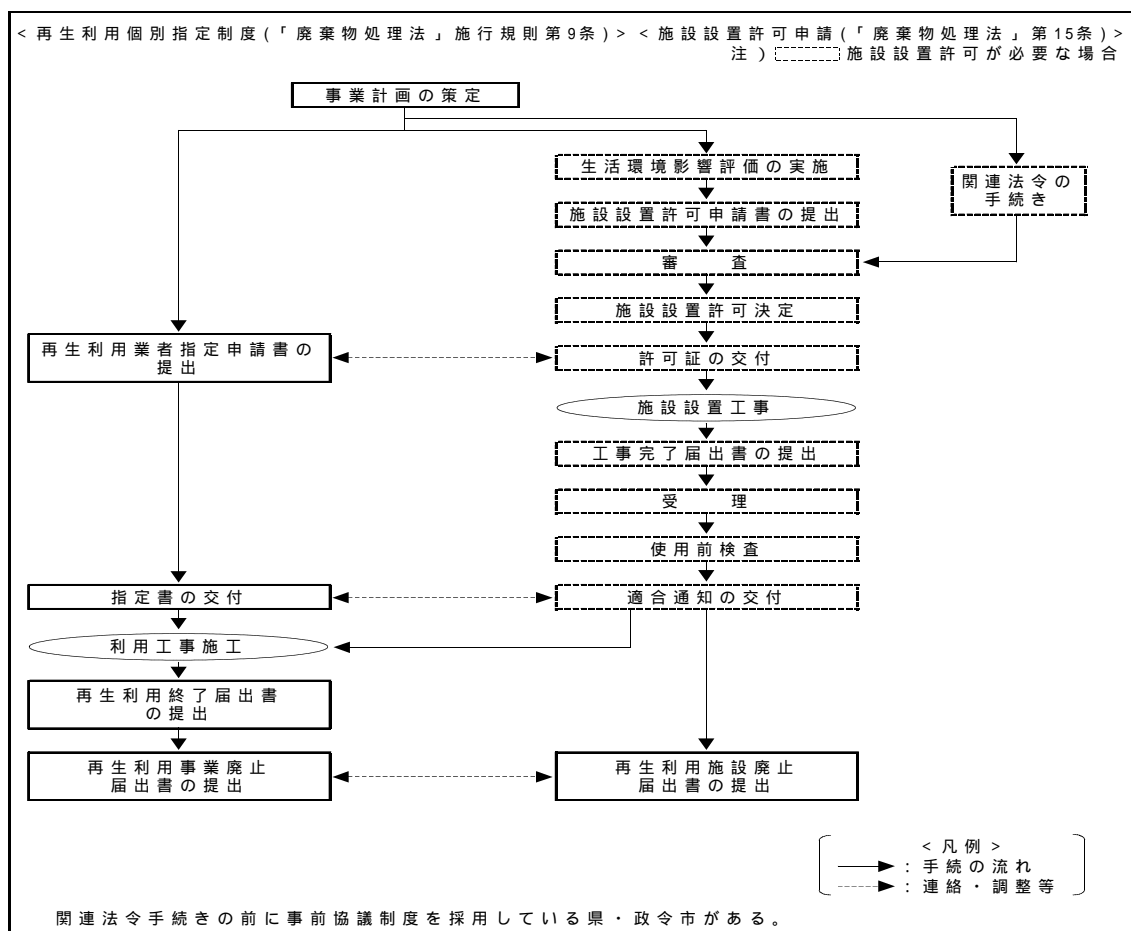 <再生利用個別指定制度(「廃棄物処理法」施行規則第9条)> <施設設置許可申請(「廃棄物処理法」第15条)>
注) 施設設置許可が必要な場合
事業計画の策定
生活環境影響評価の実施
関連法令の
手続き
施設設置許可申請書の提出
審 査
施設設置許可決定
再生利用業者指定申請書の
提出
許可証の交付
施設設置工事
工事完了届出書の提出
受 理
使用前検査
指定書の交付
適合通知の交付
利用工事施工
再生利用終了届出書
の提出
再生利用事業廃止
届出書の提出
再生利用施設廃止
届出書の提出
<凡例>
:手続の流れ
:連絡・調整等
関連法令手続きの前に事前協議制度を採用している県・政令市がある。